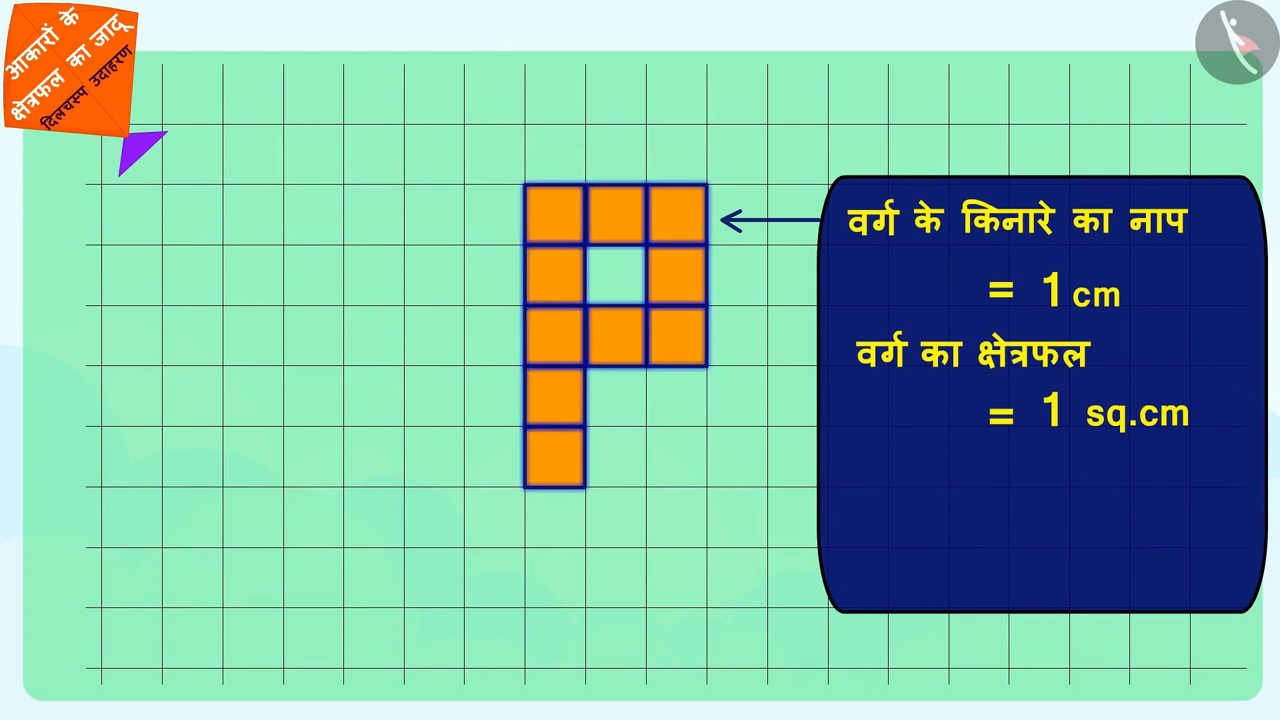 आकारों के
क्षेत्रफल का जादू
दिलचस्प उदाहरण
वर्ग के किनारे का नाप
= 1 cm
वर्ग का क्षेत्रफल
= 1 sq.cm